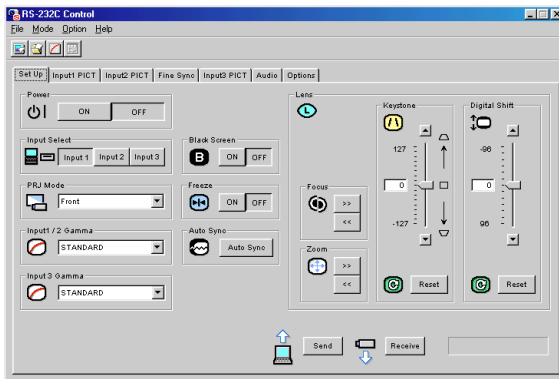 RS-232C Control
File Mode Option Help
Set Up Input1 PICT Input2 PICT Fine Sync Input3 PICT Audio Options
Power
ON OFF
Input Select
Input 1 Input 2 Input 3
PRJ Mode
Front
Input1 / 2 Gamma
STANDARD
Input 3 Gamma
STANDARD
Black Screen
B ON OFF
Freeze
ON OFF
Auto Sync
Auto Sync
Lens
L
Focus
>>
<<
Zoom
>>
<<
Keystone
127
0
-127
Reset
Digital Shift
-96
0
96
Reset
Send Receive